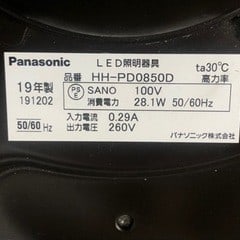 Panasonic LED照明器具 ta30℃
品番 HH-PD0850D 高力率
19年製 PSE SANO 100V
191202 消費電力 28.1W 50/60Hz
50/60 Hz 入力電流 0.29A
出力電圧 260V
パナソニック株式会社